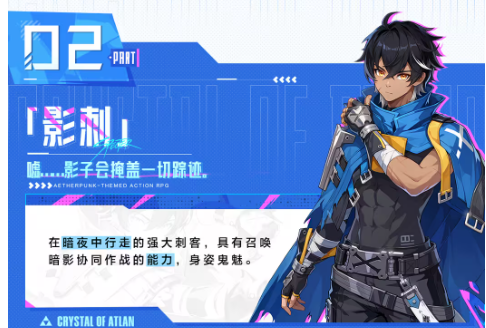 02
·PART
「影刺」
嘘……影子会掩盖一切踪迹。
AETHERPUNK-THEMED ACTION RPG
在暗夜中行走的强大刺客，具有召唤
暗影协同作战的能力，身姿鬼魅。
CRYSTAL OF ATLAN